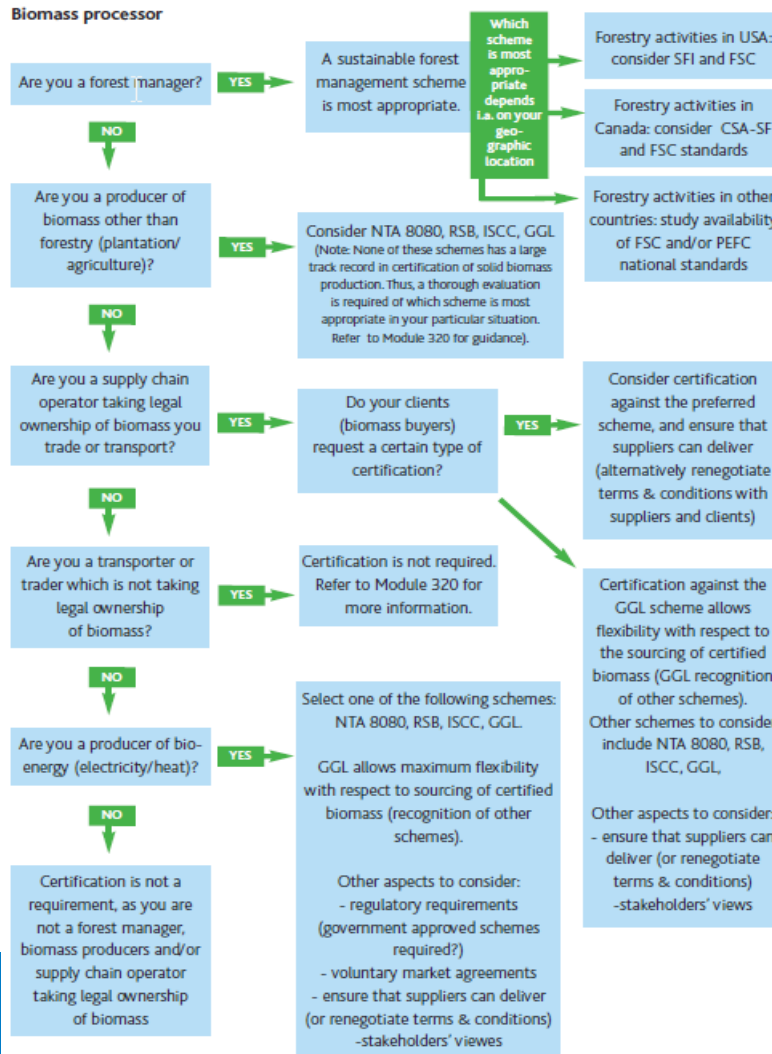 Biomass processor
Are you a forest manager?
YES
A sustainable forest
management scheme
is most appropriate.
Which
scheme
is most
appro-
priate
depends
i.a. on your
geo-
graphic
location
Forestry activities in USA:
consider SFI and FSC
Forestry activities in
Canada: consider CSA-SF
and FSC standards
Forestry activities in other
countries: study availability
of FSC and/or PEFC
national standards
NO
Are you a producer of
biomass other than
forestry (plantation/
agriculture)?
YES
Consider NTA 8080, RSB, ISCC, GGL
(Note: None of these schemes has a large
track record in certification of solid biomass
production. Thus, a thorough evaluation
is required of which scheme is most
appropriate in your particular situation.
Refer to Module 320 for guidance).
NO
Are you a supply chain
operator taking legal
ownership of biomass you
trade or transport?
YES
Do your clients
(biomass buyers)
request a certain type of
certification?
YES
Consider certification
against the preferred
scheme, and ensure that
suppliers can deliver
(alternatively renegotiate
terms & conditions with
suppliers and clients)
NO
Are you a transporter or
trader which is not taking
legal ownership
of biomass?
YES
Certification is not required.
Refer to Module 320 for
more information.
Certification against the
GGL scheme allows
flexibility with respect to
the sourcing of certified
biomass (GGL recognition
of other schemes).
Other schemes to consider
include NTA 8080, RSB,
ISCC, GGL,
Other aspects to consider:
- ensure that suppliers can
deliver (or renegotiate
terms & conditions)
-stakeholders' views
NO
Are you a producer of bio-
energy (electricity/heat)?
YES
Select one of the following schemes:
NTA 8080, RSB, ISCC, GGL.
GGL allows maximum flexibility
with respect to sourcing of certified
biomass (recognition of other
schemes).
Other aspects to consider:
- regulatory requirements
(government approved schemes
required?)
- voluntary market agreements
- ensure that suppliers can deliver
(or renegotiate terms & conditions)
-stakeholders' viewes
NO
Certification is not a
requirement, as you are
not a forest manager,
biomass producers and/or
supply chain operator
taking legal ownership
of biomass